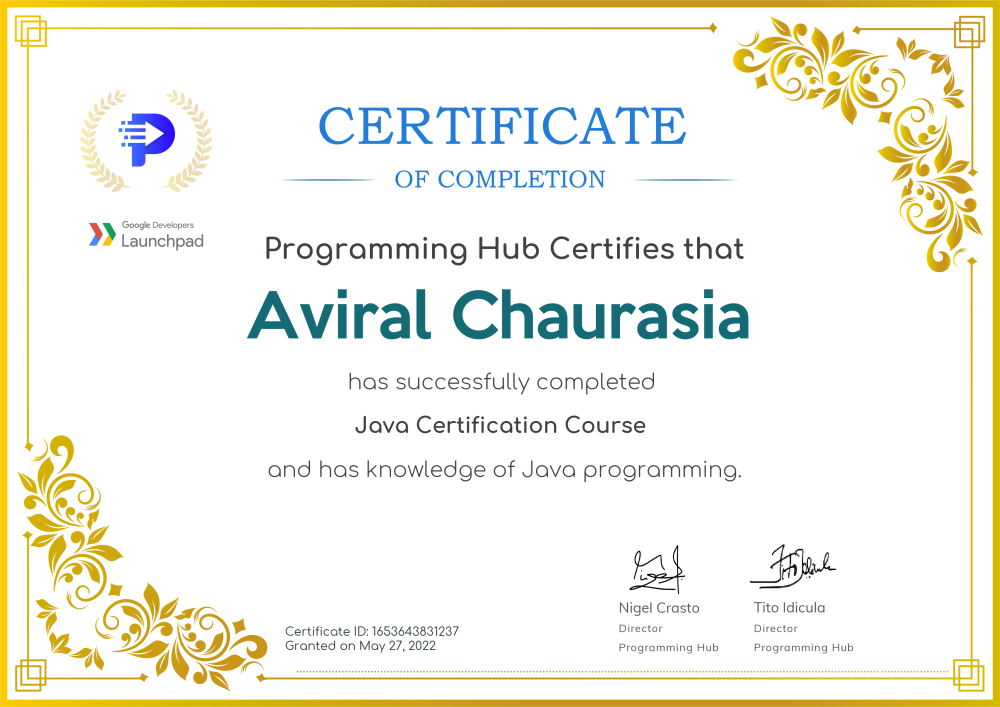 CERTIFICATE
OF COMPLETION
Google Developers
Launchpad
Programming Hub Certifies that
Aviral Chaurasia
has successfully completed
Java Certification Course
and has knowledge of Java programming.
Nigel Crasto
Director
Programming Hub
Tito Idicula
Director
Programming Hub
Certificate ID: 1653643831237
Granted on May 27, 2022